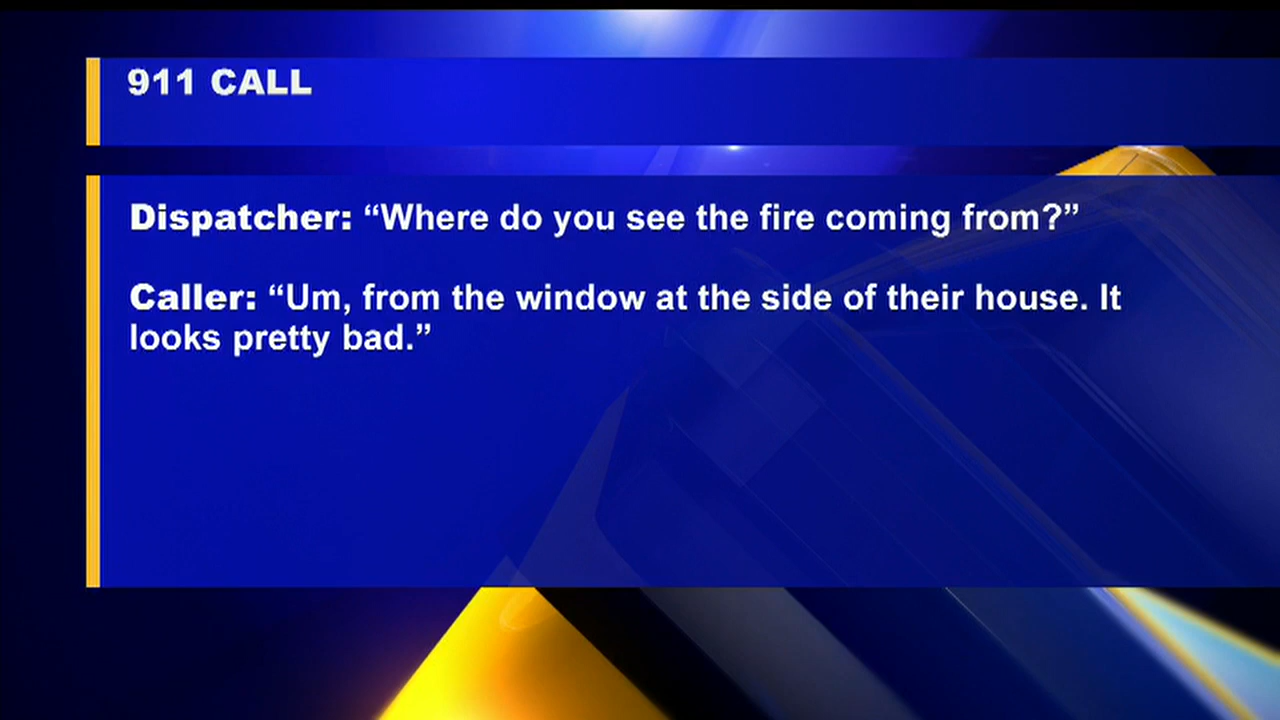 911 CALL
Dispatcher: “Where do you see the fire coming from?”
Caller: “Um, from the window at the side of their house. It
looks pretty bad.”